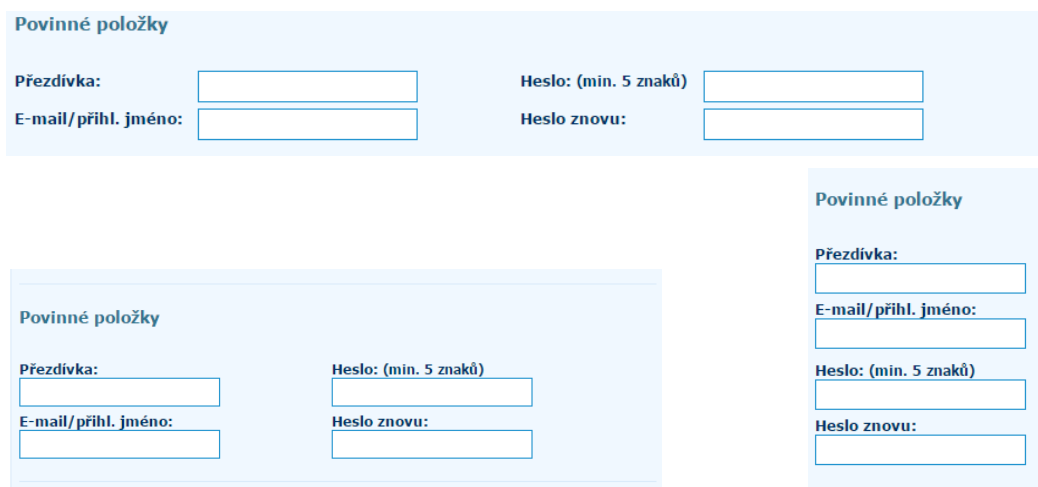 Povinné položky
Přezdívka: Heslo: (min. 5 znaků)
E-mail/přihl. jméno: Heslo znovu:
Povinné položky
Přezdívka: Heslo: (min. 5 znaků)
E-mail/přihl. jméno: Heslo znovu:
Povinné položky
Přezdívka:
E-mail/přihl. jméno:
Heslo: (min. 5 znaků)
Heslo znovu: